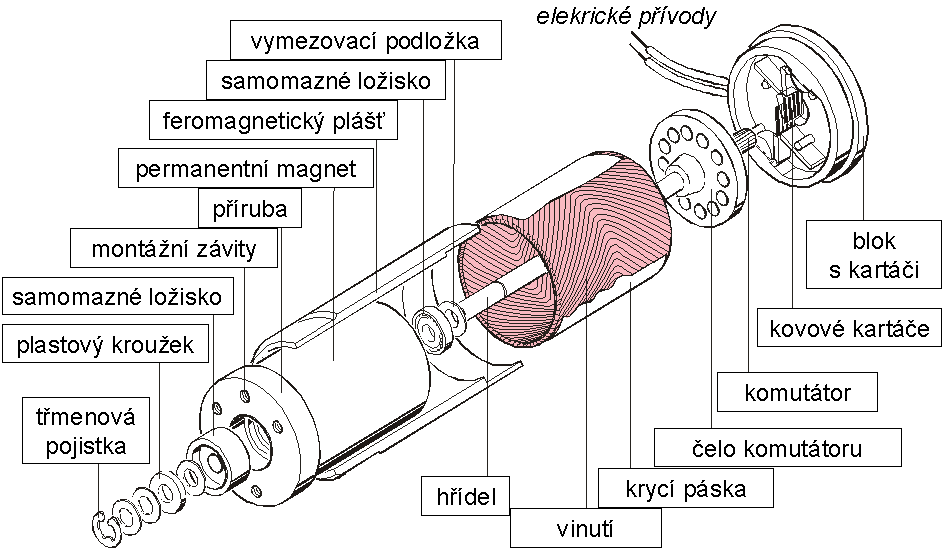 elekrické přívody
vymezovací podložka
samomazné ložisko
feromagnetický plášť
permanentní magnet
příruba
montážní závity
samomazné ložisko
plastový kroužek
třmenová
pojistka
blok
s kartáči
kovové kartáče
komutátor
čelo komutátoru
krycí páska
hřídel
vinutí